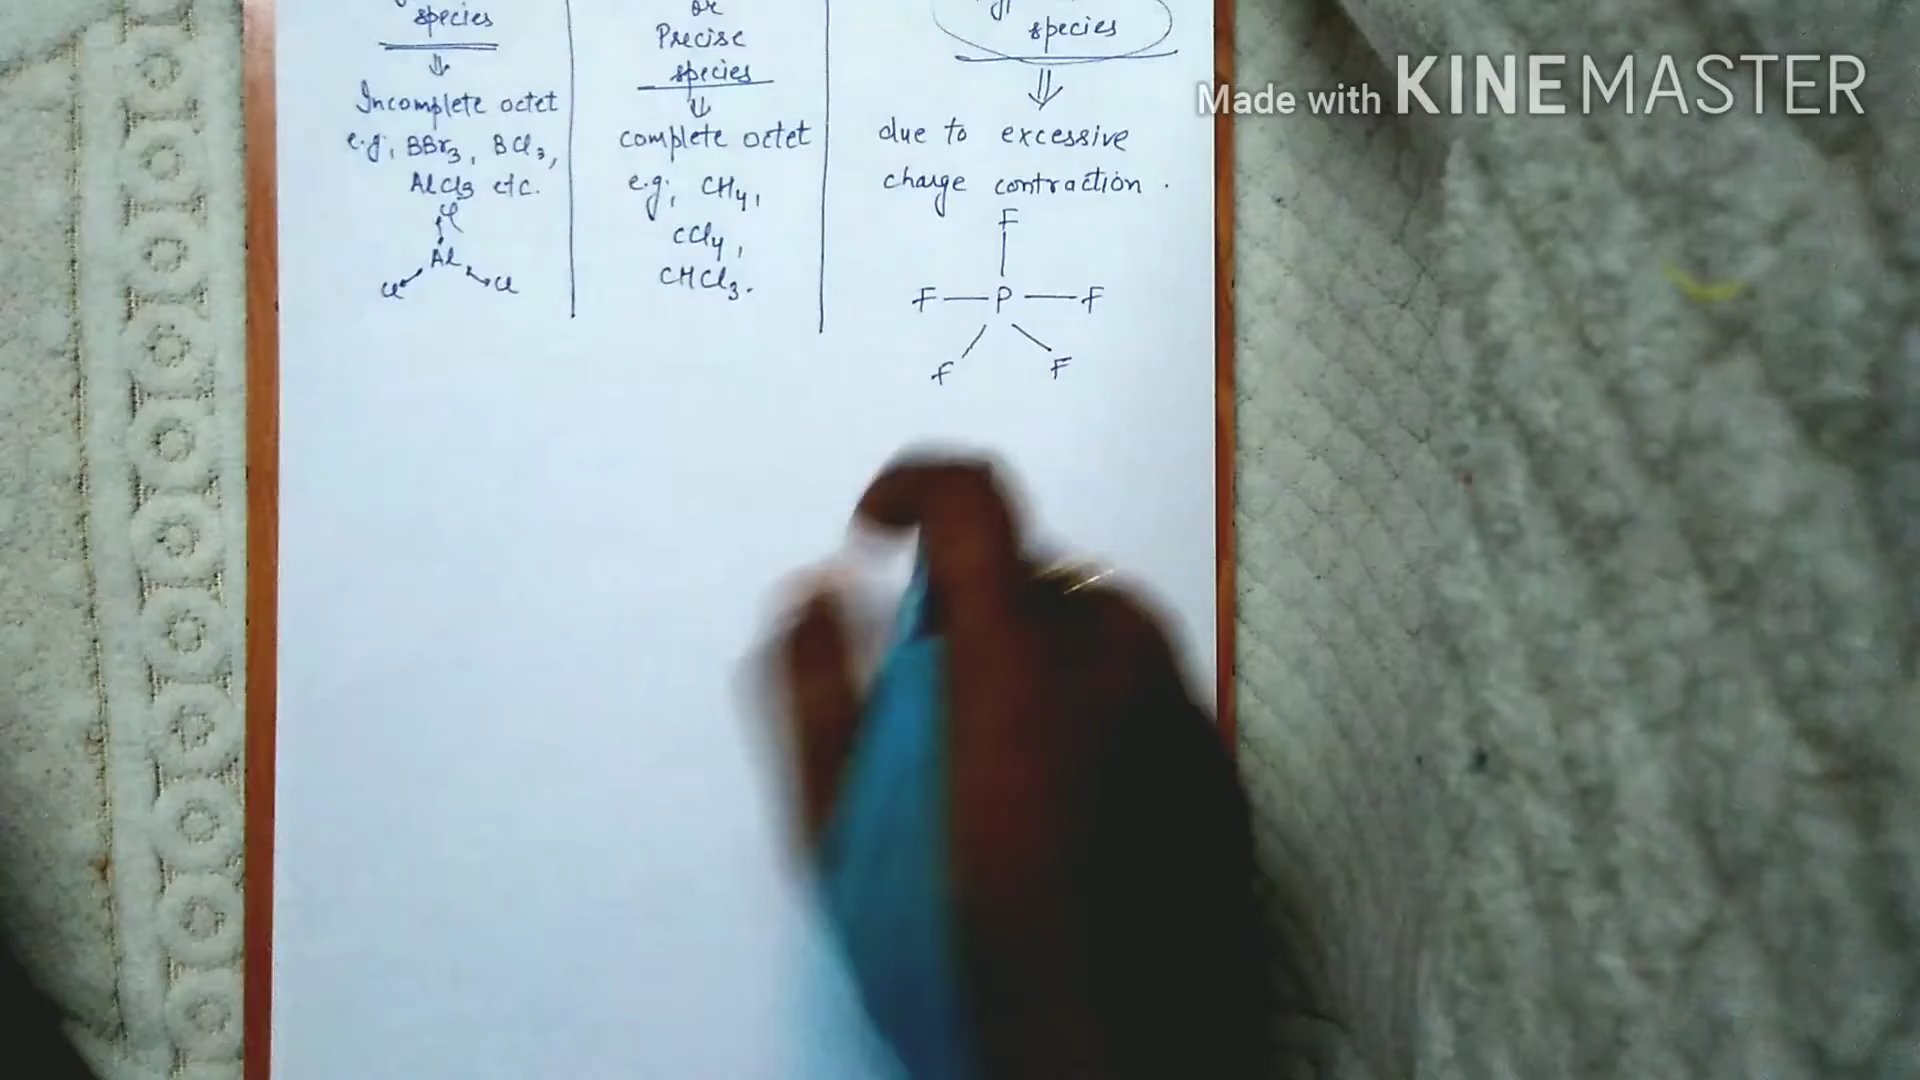 species
Incomplete octet
e.g, BBr3, BCl3,
AlCl3 etc.
Cl
Al
Cl Cl
or
Precise
species
complete octet
e.g, CH4,
CCl4,
CHCl3.
species
due to excessive
charge contraction.
F
F P F
F F
Made with KINEMASTER